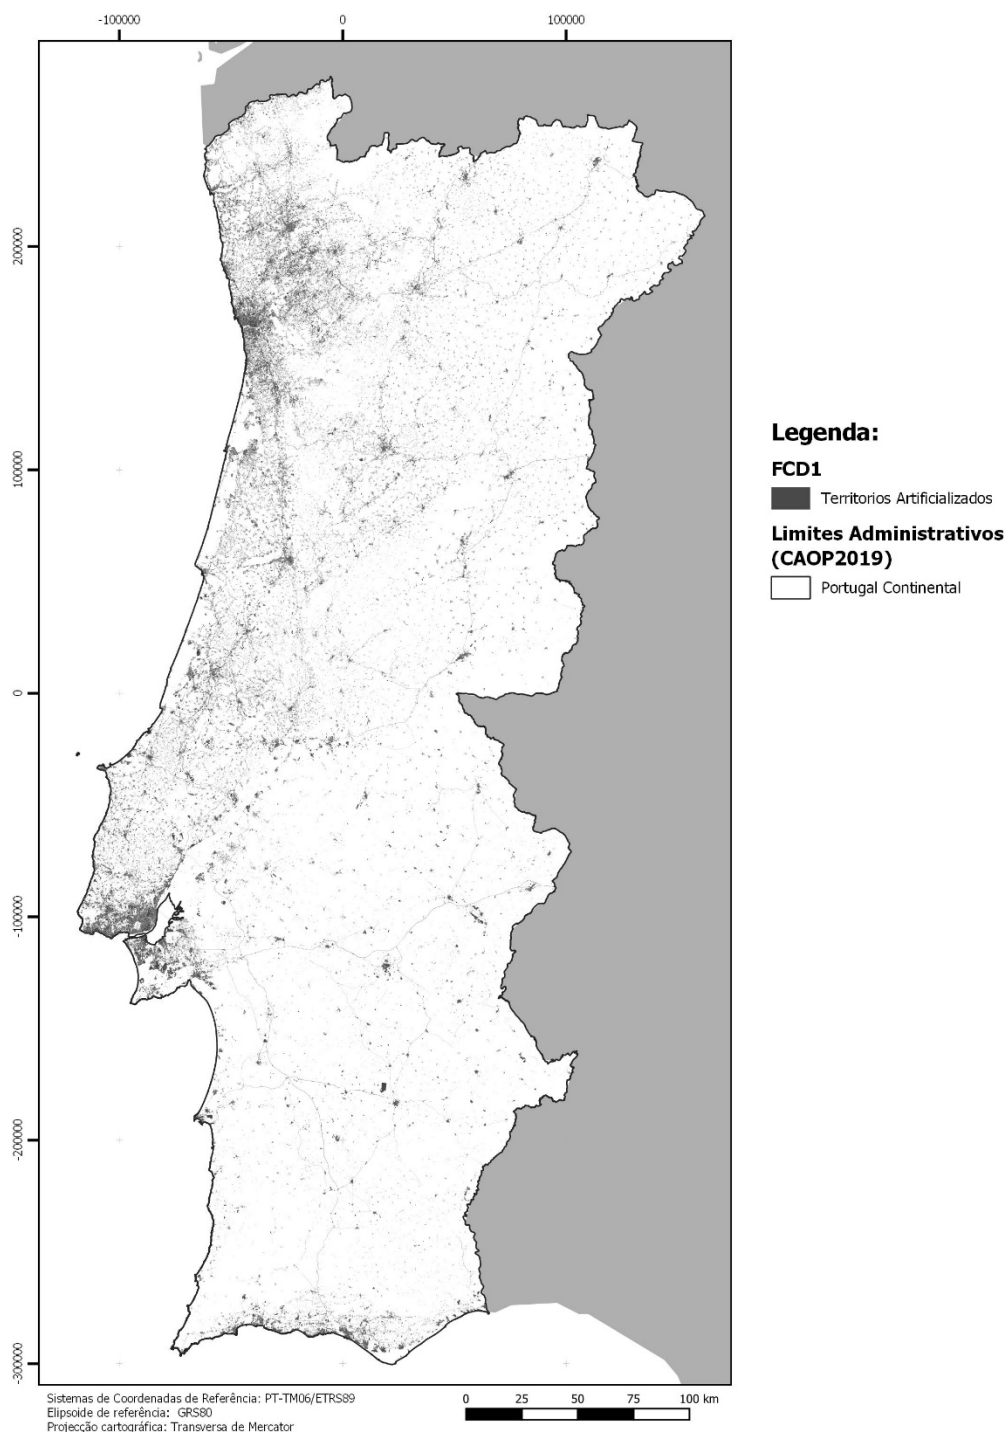 -100000
0
100000
200000
100000
0
-100000
-200000
-300000
Legenda:
FCD1
Territorios Artificializados
Limites Administrativos
(CAOP2019)
Portugal Continental
Sistemas de Coordenadas de Referência: PT-TM06/ETRS89
Elipsoide de referência: GRS80
Projecção cartográfica: Transversa de Mercator
0
25
50
75
100 km